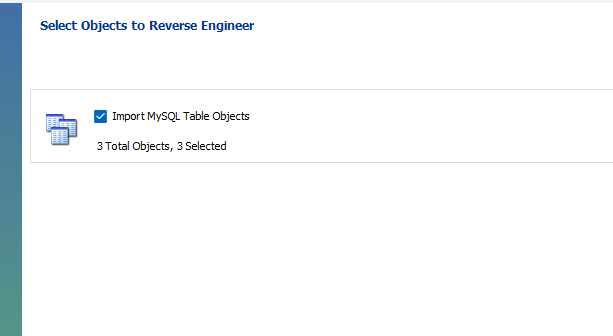 Select Objects to Reverse Engineer
Import MySQL Table Objects
3 Total Objects, 3 Selected